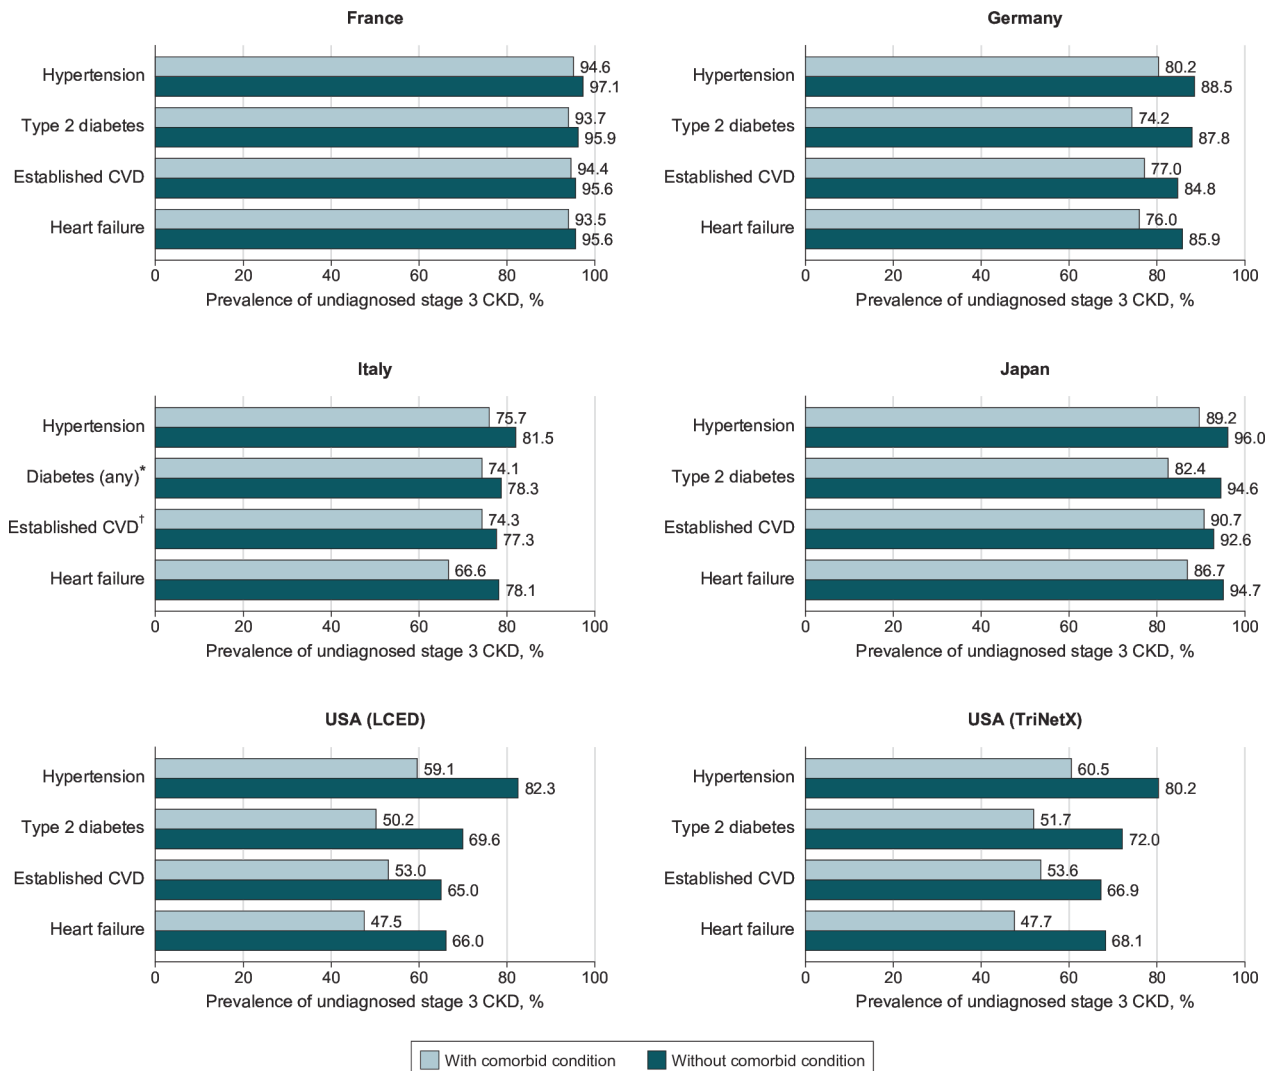 France
Hypertension
94.6
97.1
Type 2 diabetes
93.7
95.9
Established CVD
94.4
95.6
Heart failure
93.5
95.6
0 20 40 60 80 100
Prevalence of undiagnosed stage 3 CKD, %
Germany
Hypertension
80.2
88.5
Type 2 diabetes
74.2
87.8
Established CVD
77.0
84.8
Heart failure
76.0
85.9
0 20 40 60 80 100
Prevalence of undiagnosed stage 3 CKD, %
Italy
Hypertension
75.7
81.5
Diabetes (any)*
74.1
78.3
Established CVD†
74.3
77.3
Heart failure
66.6
78.1
0 20 40 60 80 100
Prevalence of undiagnosed stage 3 CKD, %
Japan
Hypertension
89.2
96.0
Type 2 diabetes
82.4
94.6
Established CVD
90.7
92.6
Heart failure
86.7
94.7
0 20 40 60 80 100
Prevalence of undiagnosed stage 3 CKD, %
USA (LCED)
Hypertension
59.1
82.3
Type 2 diabetes
50.2
69.6
Established CVD
53.0
65.0
Heart failure
47.5
66.0
0 20 40 60 80 100
Prevalence of undiagnosed stage 3 CKD, %
USA (TriNetX)
Hypertension
60.5
80.2
Type 2 diabetes
51.7
72.0
Established CVD
53.6
66.9
Heart failure
47.7
68.1
0 20 40 60 80 100
Prevalence of undiagnosed stage 3 CKD, %
With comorbid condition Without comorbid condition